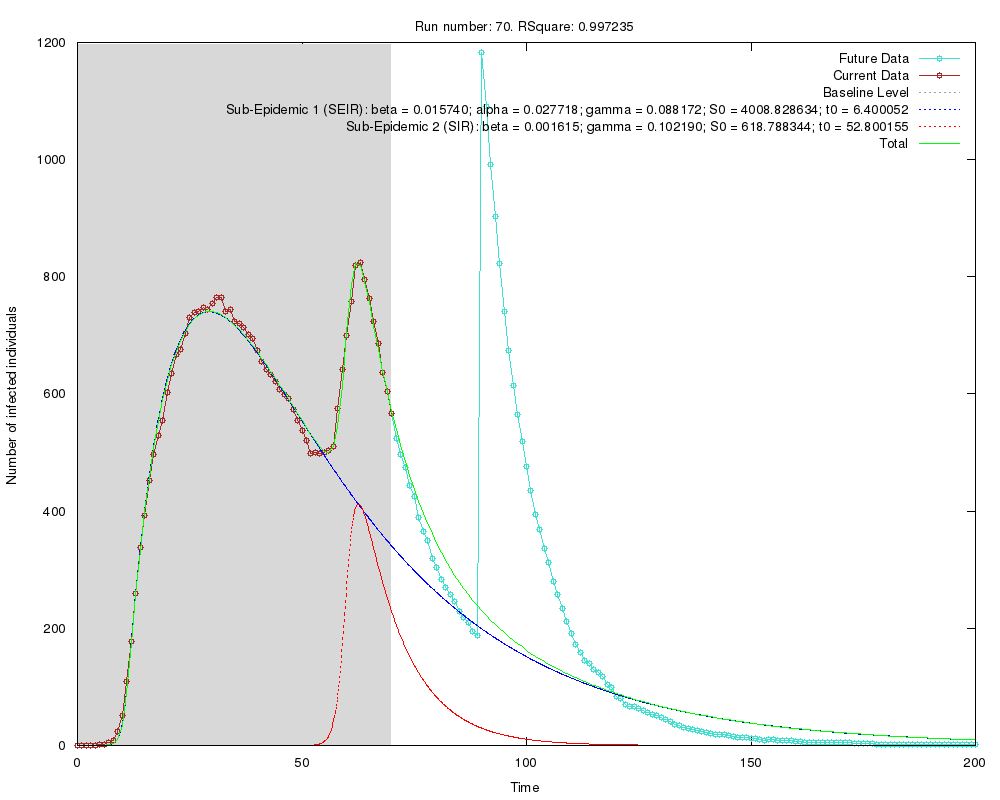 Run number: 70. RSquare: 0.997235
1200
1000
800
600
400
200
0
Number of infected individuals
Future Data
Current Data
Baseline Level
Sub-Epidemic 1 (SEIR): beta = 0.015740; alpha = 0.027718; gamma = 0.088172; S0 = 4008.828634; t0 = 6.400052
Sub-Epidemic 2 (SIR): beta = 0.001615; gamma = 0.102190; S0 = 618.788344; t0 = 52.800155
Total
0 50 100 150 200
Time